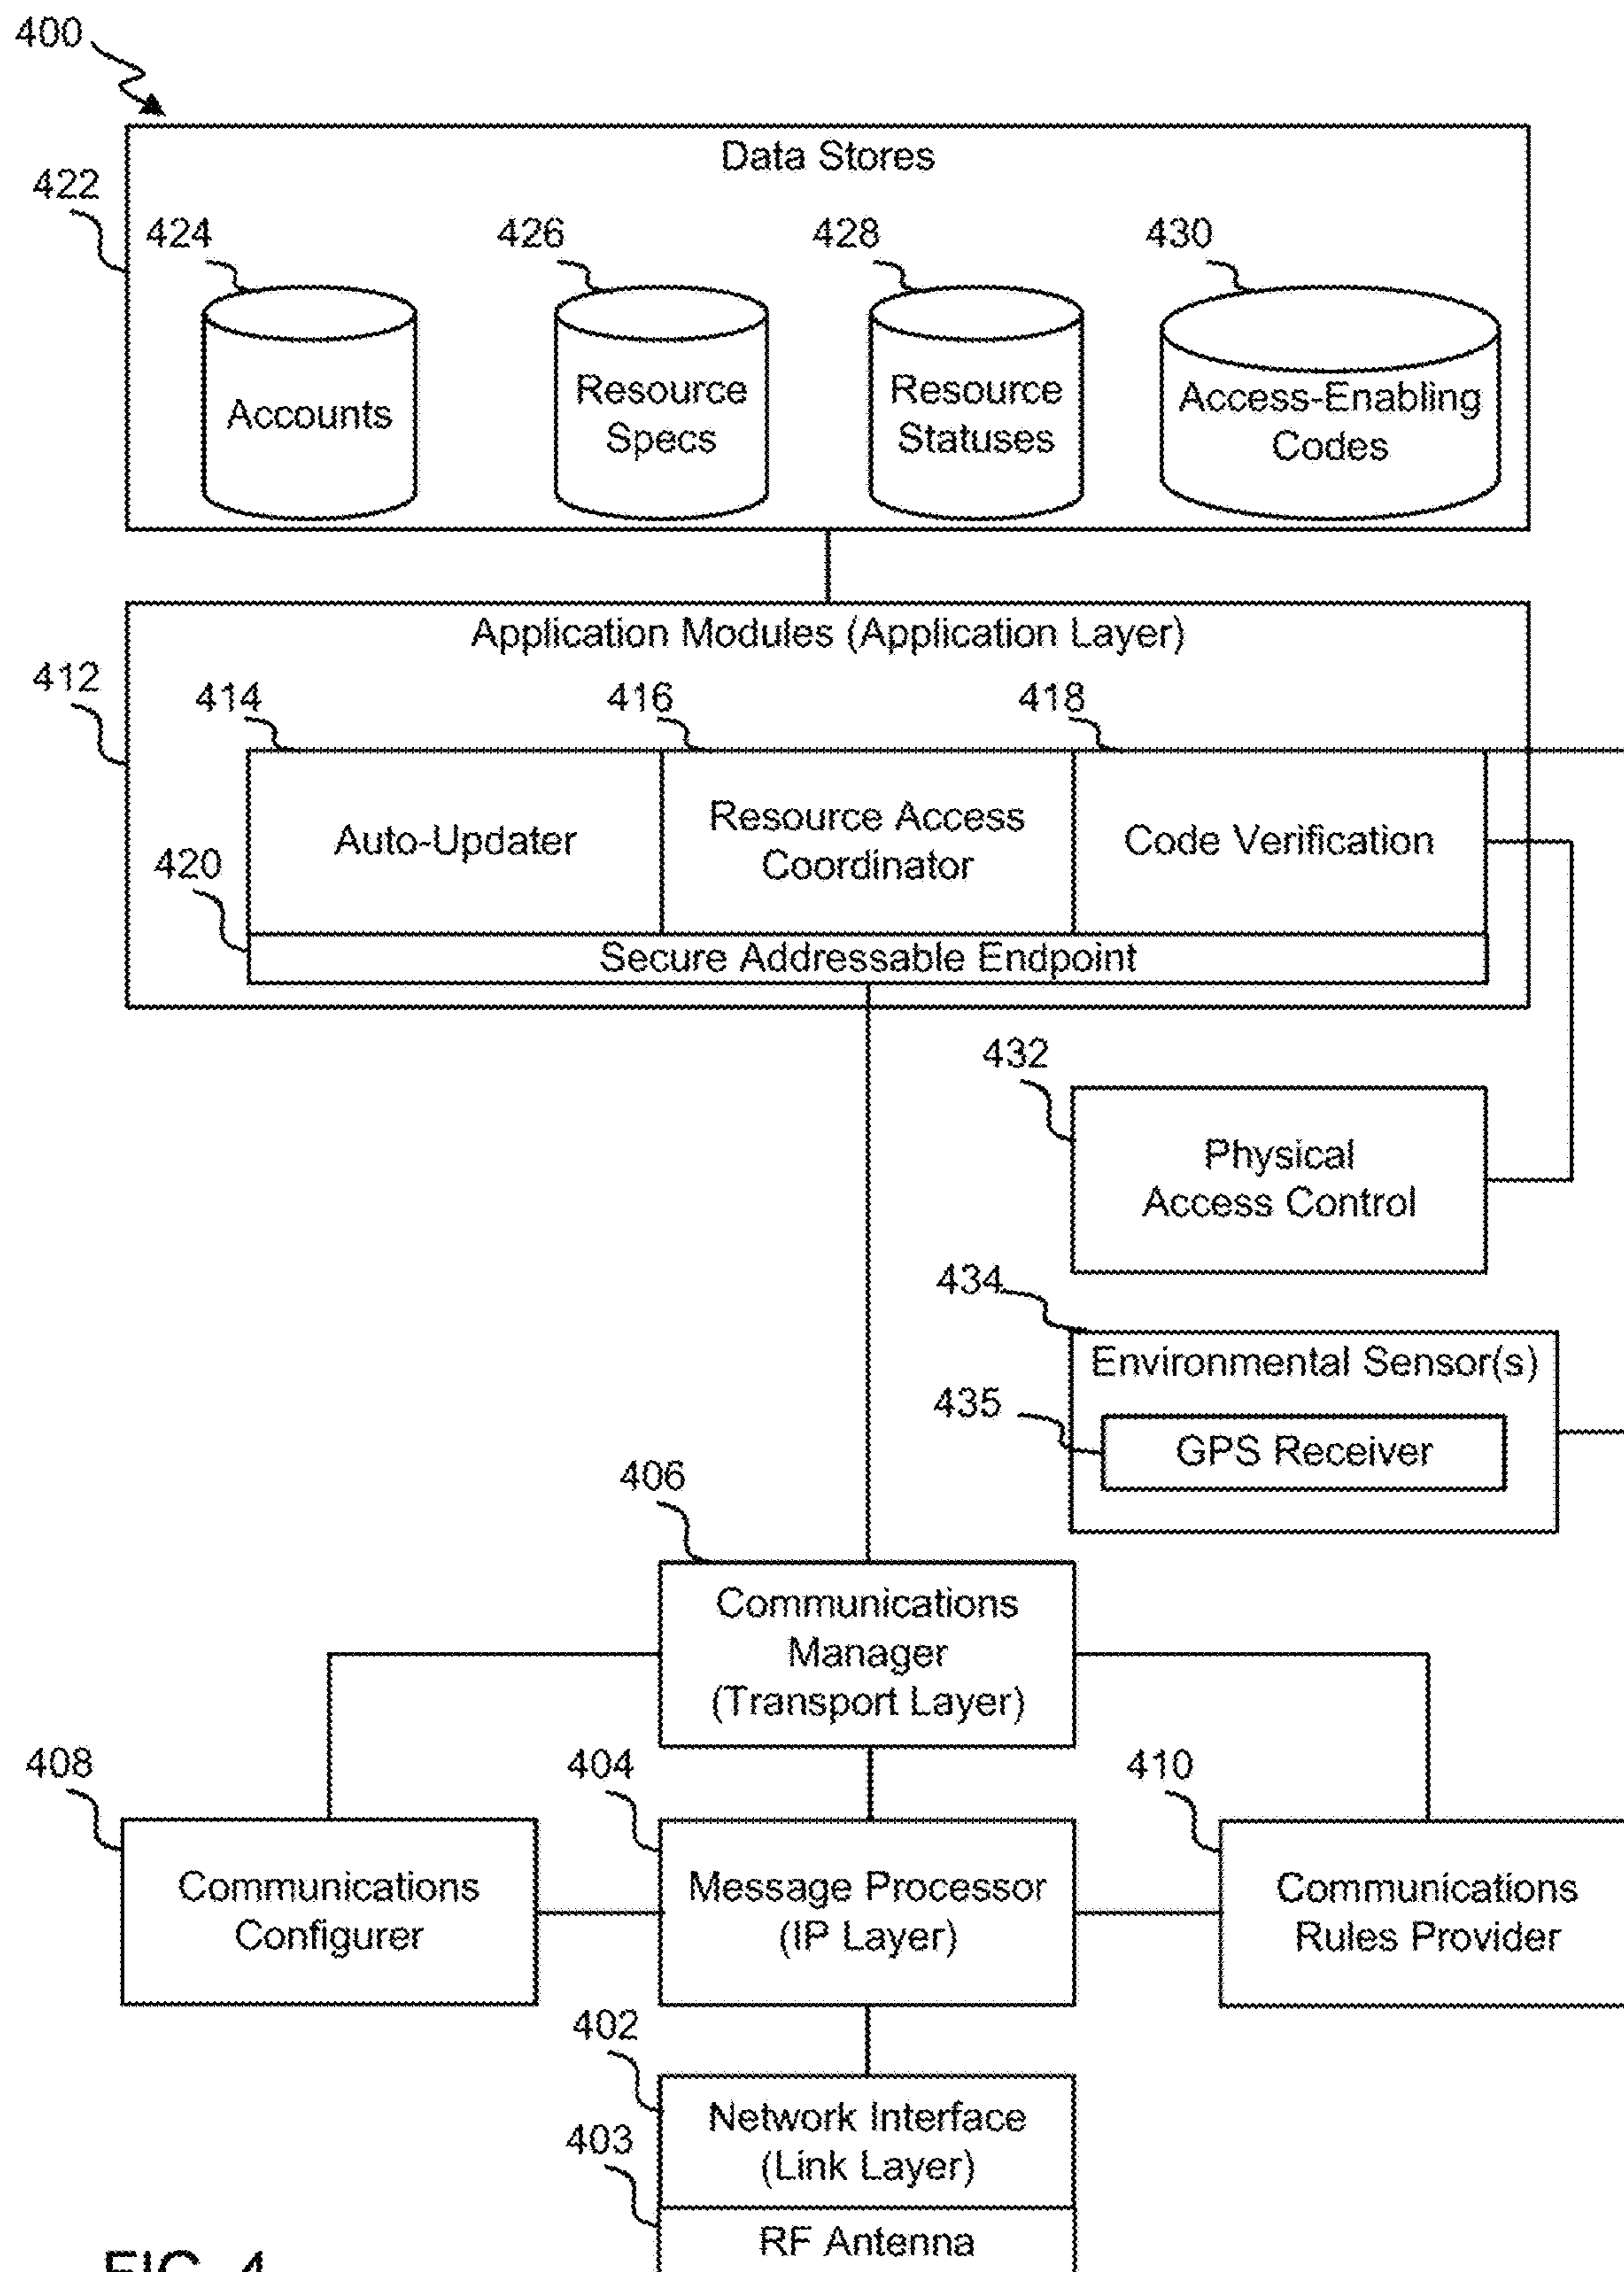 400
Data Stores
422
424
426
428
430
Accounts
Resource
Specs
Resource
Statuses
Access-Enabling
Codes
Application Modules (Application Layer)
412
414
416
418
Auto-Updater
Resource Access
Coordinator
Code Verification
420
Secure Addressable Endpoint
432
Physical
Access Control
434
Environmental Sensor(s)
435
GPS Receiver
406
Communications
Manager
(Transport Layer)
408
404
410
Communications
Configurer
Message Processor
(IP Layer)
Communications
Rules Provider
402
Network Interface
(Link Layer)
403
RF Antenna
FIG. 4